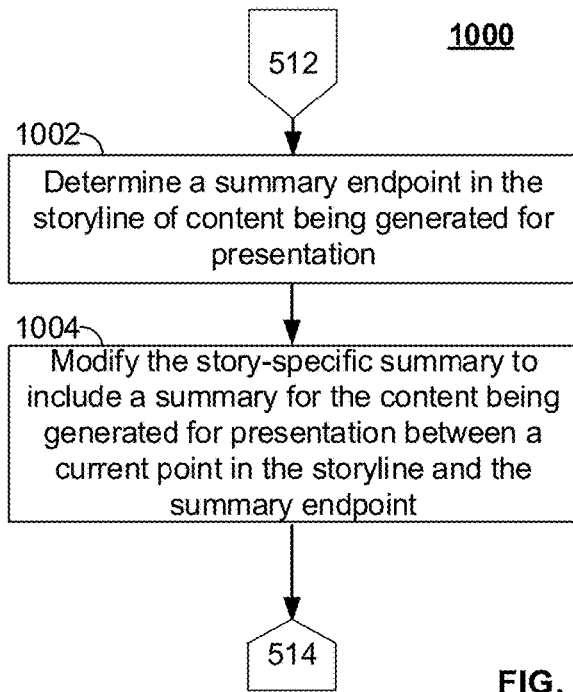 1000
512
1002
Determine a summary endpoint in the
storyline of content being generated for
presentation
1004
Modify the story-specific summary to
include a summary for the content being
generated for presentation between a
current point in the storyline and the
summary endpoint
514
FIG.